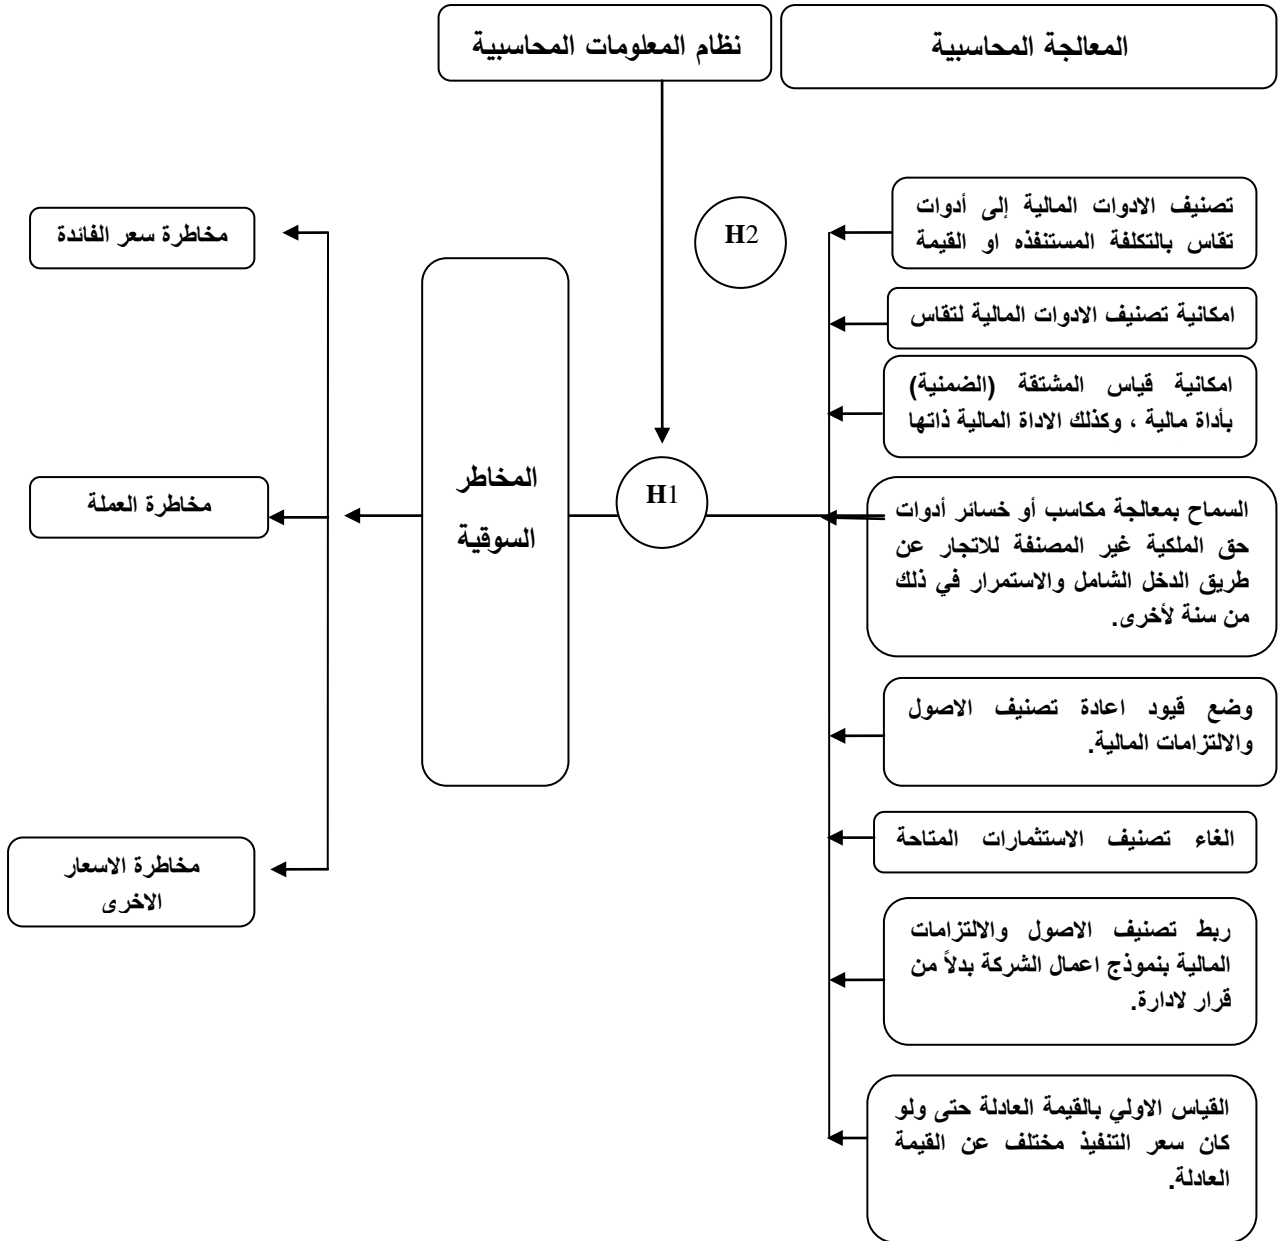 المعالجة المحاسبية
نظام المعلومات المحاسبية
تصنيف الادوات المالية إلى أدوات
تقاس بالتكلفة المستنفذه او القيمة
امكانية تصنيف الادوات المالية لتقاس
امكانية قياس المشتقة (الضمنية)
بأداة مالية ، وكذلك الاداة المالية ذاتها
السماح بمعالجة مكاسب أو خسائر أدوات
حق الملكية غير المصنفة للاتجار عن
طريق الدخل الشامل والاستمرار في ذلك
من سنة لأخرى.
وضع قيود اعادة تصنيف الاصول
والالتزامات المالية.
الغاء تصنيف الاستثمارات المتاحة
ربط تصنيف الاصول والالتزامات
المالية بنموذج اعمال الشركة بدلاً من
قرار لادارة.
القياس الاولي بالقيمة العادلة حتى ولو
كان سعر التنفيذ مختلف عن القيمة
العادلة.
H2
H1
المخاطر
السوقية
مخاطرة سعر الفائدة
مخاطرة العملة
مخاطرة الاسعار
الاخرى